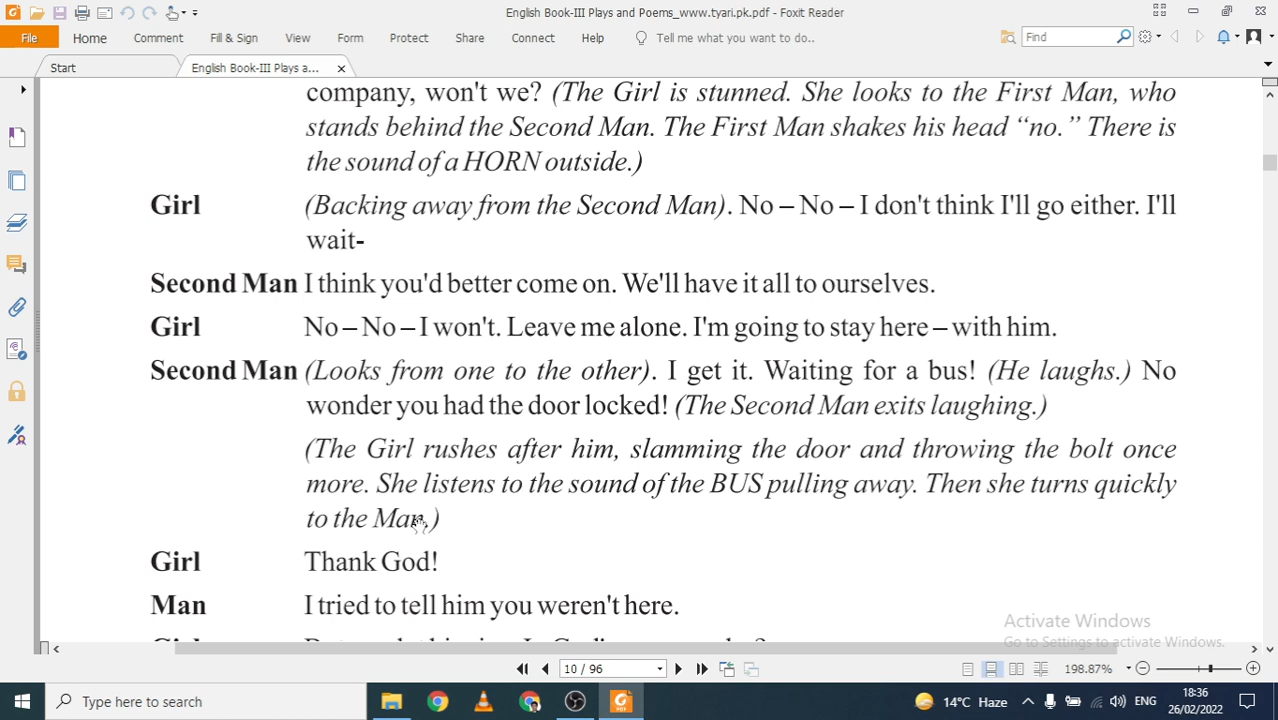 English Book-III Plays and Poems_www.tyari.pk.pdf - Foxit Reader
File Home Comment Fill & Sign View Form Protect Share Connect Help Tell me what you want to do.. Find
Start English Book-III Plays a...
company, won't we? (The Girl is stunned. She looks to the First Man, who
stands behind the Second Man. The First Man shakes his head “no.” There is
the sound of a HORN outside.)
Girl (Backing away from the Second Man). No – No – I don't think I'll go either. I'll
wait-
Second Man I think you'd better come on. We'll have it all to ourselves.
Girl No – No – I won't. Leave me alone. I'm going to stay here – with him.
Second Man (Looks from one to the other). I get it. Waiting for a bus! (He laughs.) No
wonder you had the door locked! (The Second Man exits laughing.)
(The Girl rushes after him, slamming the door and throwing the bolt once
more. She listens to the sound of the BUS pulling away. Then she turns quickly
to the Man.)
Girl Thank God!
Man I tried to tell him you weren't here.
Activate Windows
Go to Settings to activate Windows.
10 / 96 198.87%
Type here to search 14°C Haze ENG 18:36
26/02/2022